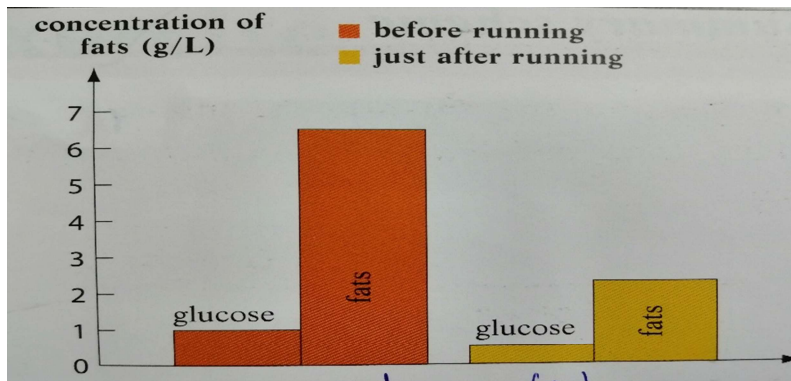 concentration of
fats (g/L)
before running
just after running
7
6
5
4
3
2
1
0
glucose
fats
glucose
fats